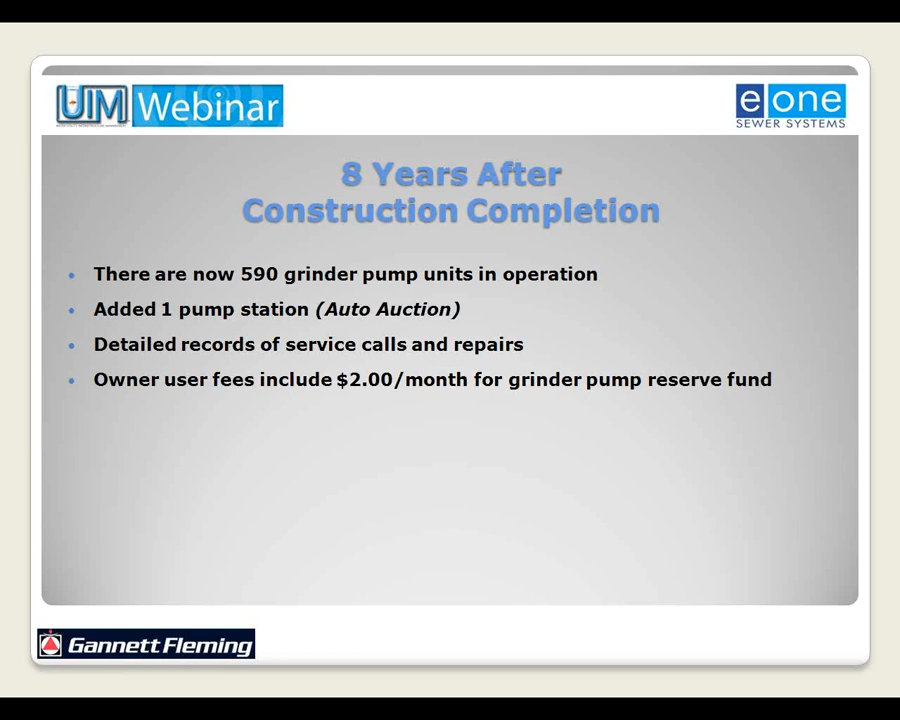 UIM Webinar
e one
SEWER SYSTEMS
8 Years After
Construction Completion
• There are now 590 grinder pump units in operation
• Added 1 pump station (Auto Auction)
• Detailed records of service calls and repairs
• Owner user fees include $2.00/month for grinder pump reserve fund
Gannett Fleming